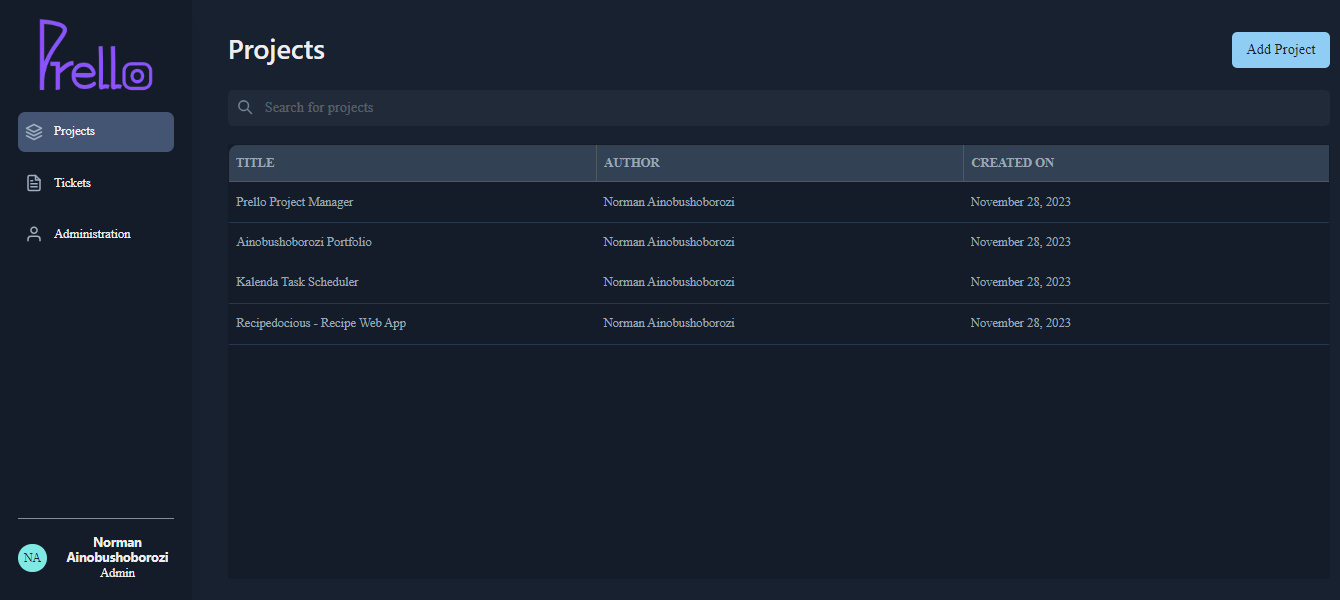 Prello
Projects
Tickets
Administration
NA
Norman
Ainobushoborozi
Admin
Projects
Add Project
Search for projects
TITLE AUTHOR CREATED ON
Prello Project Manager Norman Ainobushoborozi November 28, 2023
Ainobushoborozi Portfolio Norman Ainobushoborozi November 28, 2023
Kalenda Task Scheduler Norman Ainobushoborozi November 28, 2023
Recipedocious - Recipe Web App Norman Ainobushoborozi November 28, 2023